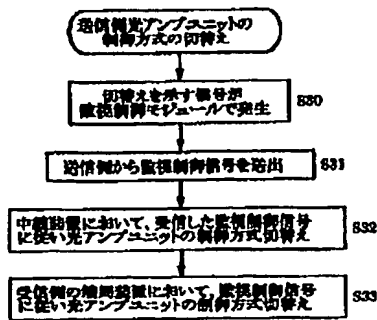 送信側光アンプユニットの
制御方式の切替え
切替えを示す信号が
監視制御モジュールで発生
S30
送信側から監視制御信号を送出
S31
中継装置において、受信した監視制御信号
に従い光アンプユニットの制御方式切替え
S32
受信側の端局装置において、監視制御信号
に従い光アンプユニットの制御方式切替え
S33